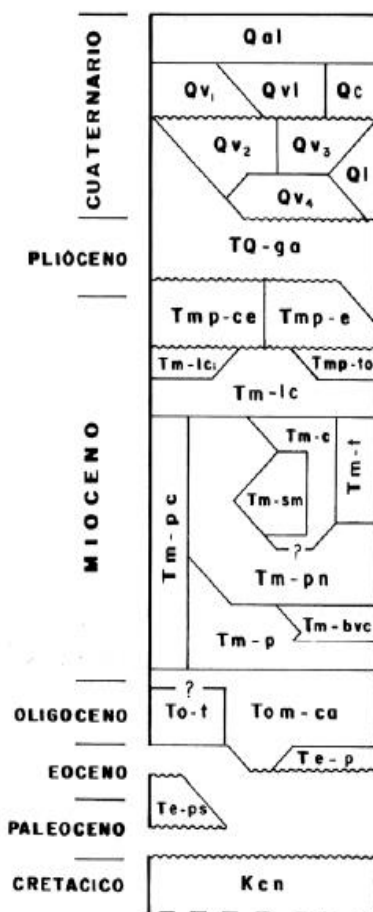 CUATERNARIO
PLIOCENO
MIOCENO
OLIGOCENO
EOCENO
PALEOCENO
CRETACICO
Qal
Qv1 Qvl Qc
Qv2 Qv3 Ql
Qv4
TQ-ga
Tmp-ce Tmp-e
Tm-lci Tmp-to
Tm-lc
Tm-c Tm-t
Tm-sm
Tm-pc
?
Tm-pn
Tm-bvc
Tm-p
?
To-t Tom-ca
Te-p
Te-ps
Kcn